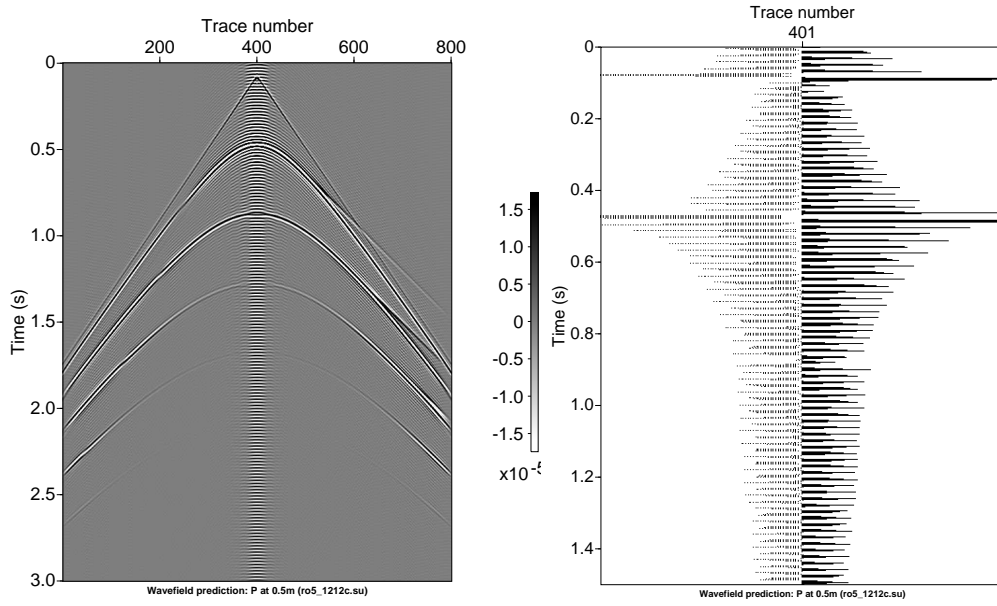 Trace number
200 400 600 800
0
0.5
1.0
1.5
2.0
2.5
3.0
Time (s)
Wavefield prediction: P at 0.5m (ro5_1212c.su)
1.5
1.0
0.5
0
-0.5
-1.0
-1.5
x10
Trace number
401
0
0.2
0.4
0.6
0.8
1.0
1.2
1.4
Time (s)
Wavefield prediction: P at 0.5m (ro5_1212c.su)